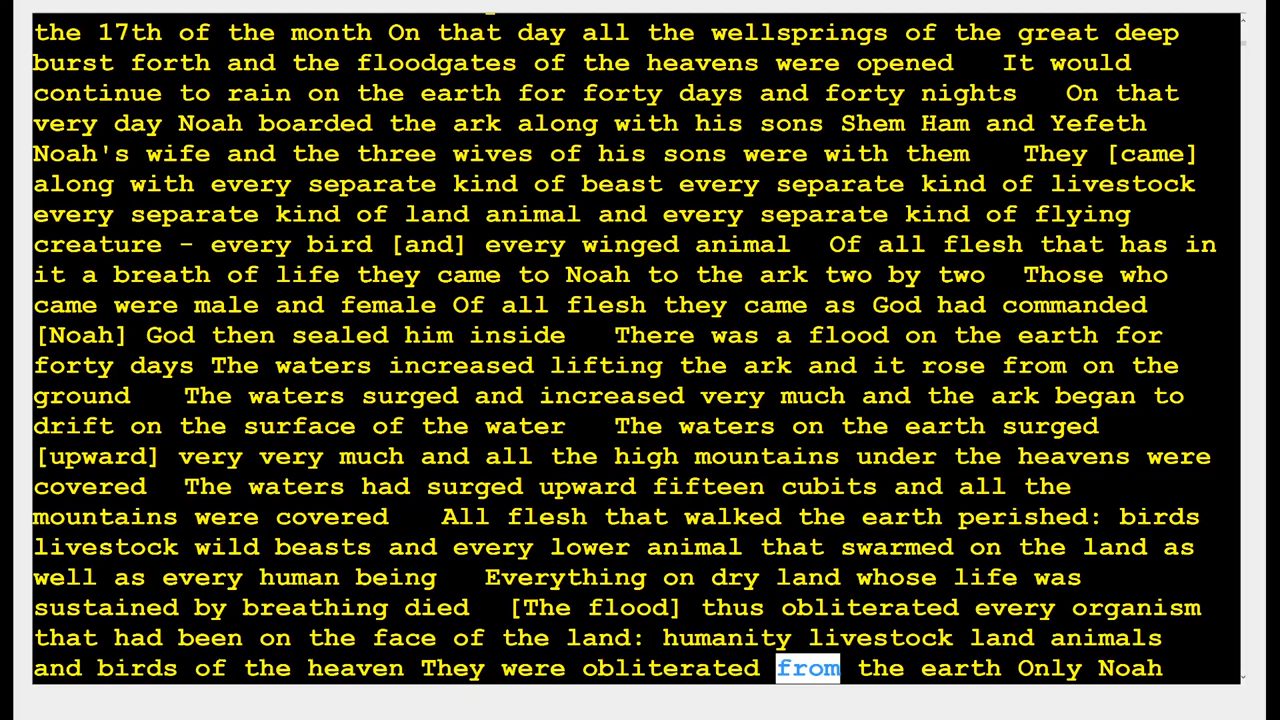 the 17th of the month On that day all the wellsprings of the great deep
burst forth and the floodgates of the heavens were opened   It would
continue to rain on the earth for forty days and forty nights   On that
very day Noah boarded the ark along with his sons Shem Ham and Yefeth
Noah's wife and the three wives of his sons were with them   They [came]
along with every separate kind of beast every separate kind of livestock
every separate kind of land animal and every separate kind of flying
creature - every bird [and] every winged animal  Of all flesh that has in
it a breath of life they came to Noah to the ark two by two  Those who
came were male and female Of all flesh they came as God had commanded
[Noah] God then sealed him inside   There was a flood on the earth for
forty days The waters increased lifting the ark and it rose from on the
ground   The waters surged and increased very much and the ark began to
drift on the surface of the water   The waters on the earth surged
[upward] very very much and all the high mountains under the heavens were
covered  The waters had surged upward fifteen cubits and all the
mountains were covered   All flesh that walked the earth perished: birds
livestock wild beasts and every lower animal that swarmed on the land as
well as every human being   Everything on dry land whose life was
sustained by breathing died  [The flood] thus obliterated every organism
that had been on the face of the land: humanity livestock land animals
and birds of the heaven They were obliterated from the earth Only Noah